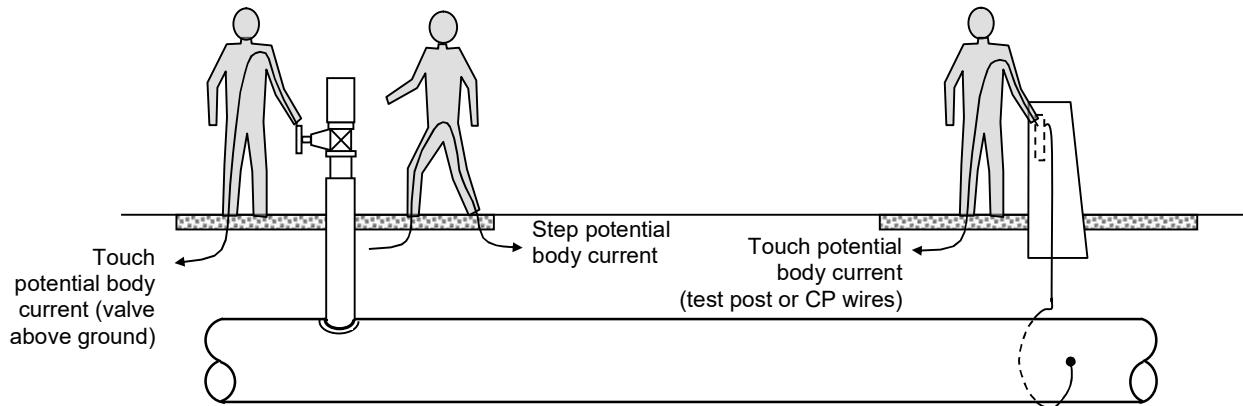 Touch
potential body
current (valve
above ground)
Step potential
body current
Touch potential
body current
(test post or CP wires)